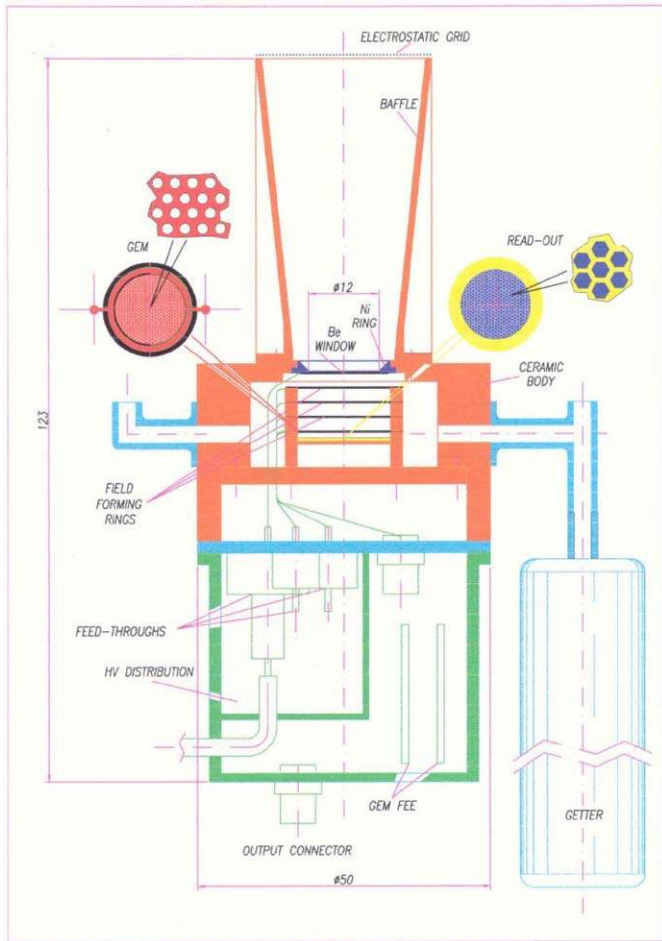 ELECTROSTATIC GRID
BAFFLE
GEM
READ-OUT
ø12
Ni
RING
Be
WINDOW
CERAMIC
BODY
123
FIELD
FORMING
RINGS
FEED-THROUGHS
HV DISTRIBUTION
GEM FEE
GETTER
OUTPUT CONNECTOR
ø50